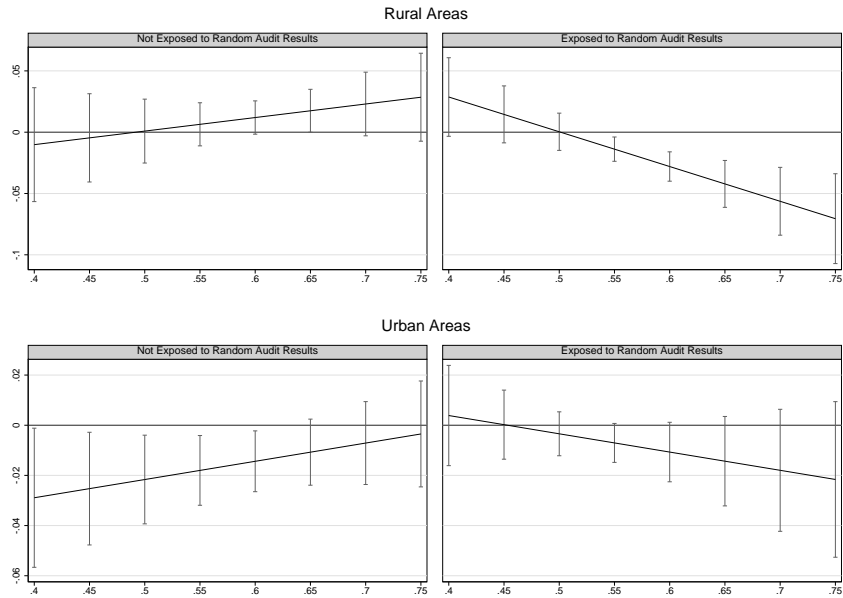 Rural Areas
Not Exposed to Random Audit Results
Exposed to Random Audit Results
.05
0
-.05
-.1
.4 .45 .5 .55 .6 .65 .7 .75
.4 .45 .5 .55 .6 .65 .7 .75
Urban Areas
Not Exposed to Random Audit Results
Exposed to Random Audit Results
.02
0
-.02
-.04
-.06
.4 .45 .5 .55 .6 .65 .7 .75
.4 .45 .5 .55 .6 .65 .7 .75